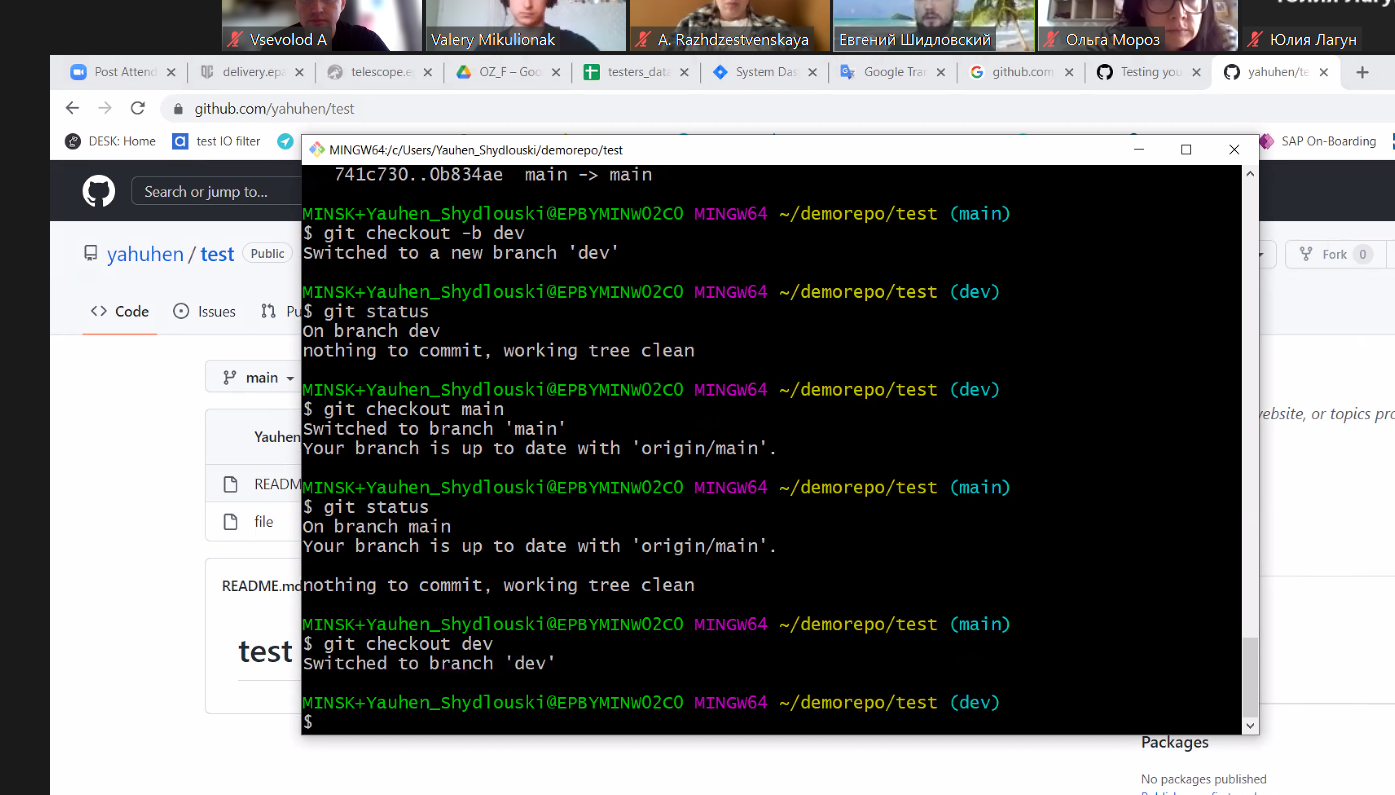 Юлия Лагун
Vsevolod A
Valery Mikulionak
A. Razhdzestvenskaya
Евгений Шидловский
Ольга Мороз
Юлия Лагун
Post Attend
delivery.epa
telescope.e
OZ_F – Goo
testers_data
System Das
Google Tran
github.com
Testing you
yahuhen/te
github.com/yahuhen/test
DESK: Home
test IO filter
SAP On-Boarding
MINGW64:/c/Users/Yauhen_Shydlouski/demorepo/test
Search or jump to...
yahuhen / test
Public
Fork 0
Code
Issues
Pu
main
Yauhen
README
file
README.md
test
website, or topics pro
741c730..0b834ae  main -> main
MINSK+Yauhen_Shydlouski@EPBYMINW02C0 MINGW64 ~/demorepo/test (main)
$ git checkout -b dev
Switched to a new branch 'dev'
MINSK+Yauhen_Shydlouski@EPBYMINW02C0 MINGW64 ~/demorepo/test (dev)
$ git status
On branch dev
nothing to commit, working tree clean
MINSK+Yauhen_Shydlouski@EPBYMINW02C0 MINGW64 ~/demorepo/test (dev)
$ git checkout main
Switched to branch 'main'
Your branch is up to date with 'origin/main'.
MINSK+Yauhen_Shydlouski@EPBYMINW02C0 MINGW64 ~/demorepo/test (main)
$ git status
On branch main
Your branch is up to date with 'origin/main'.
nothing to commit, working tree clean
MINSK+Yauhen_Shydlouski@EPBYMINW02C0 MINGW64 ~/demorepo/test (main)
$ git checkout dev
Switched to branch 'dev'
MINSK+Yauhen_Shydlouski@EPBYMINW02C0 MINGW64 ~/demorepo/test (dev)
$
Packages
No packages published